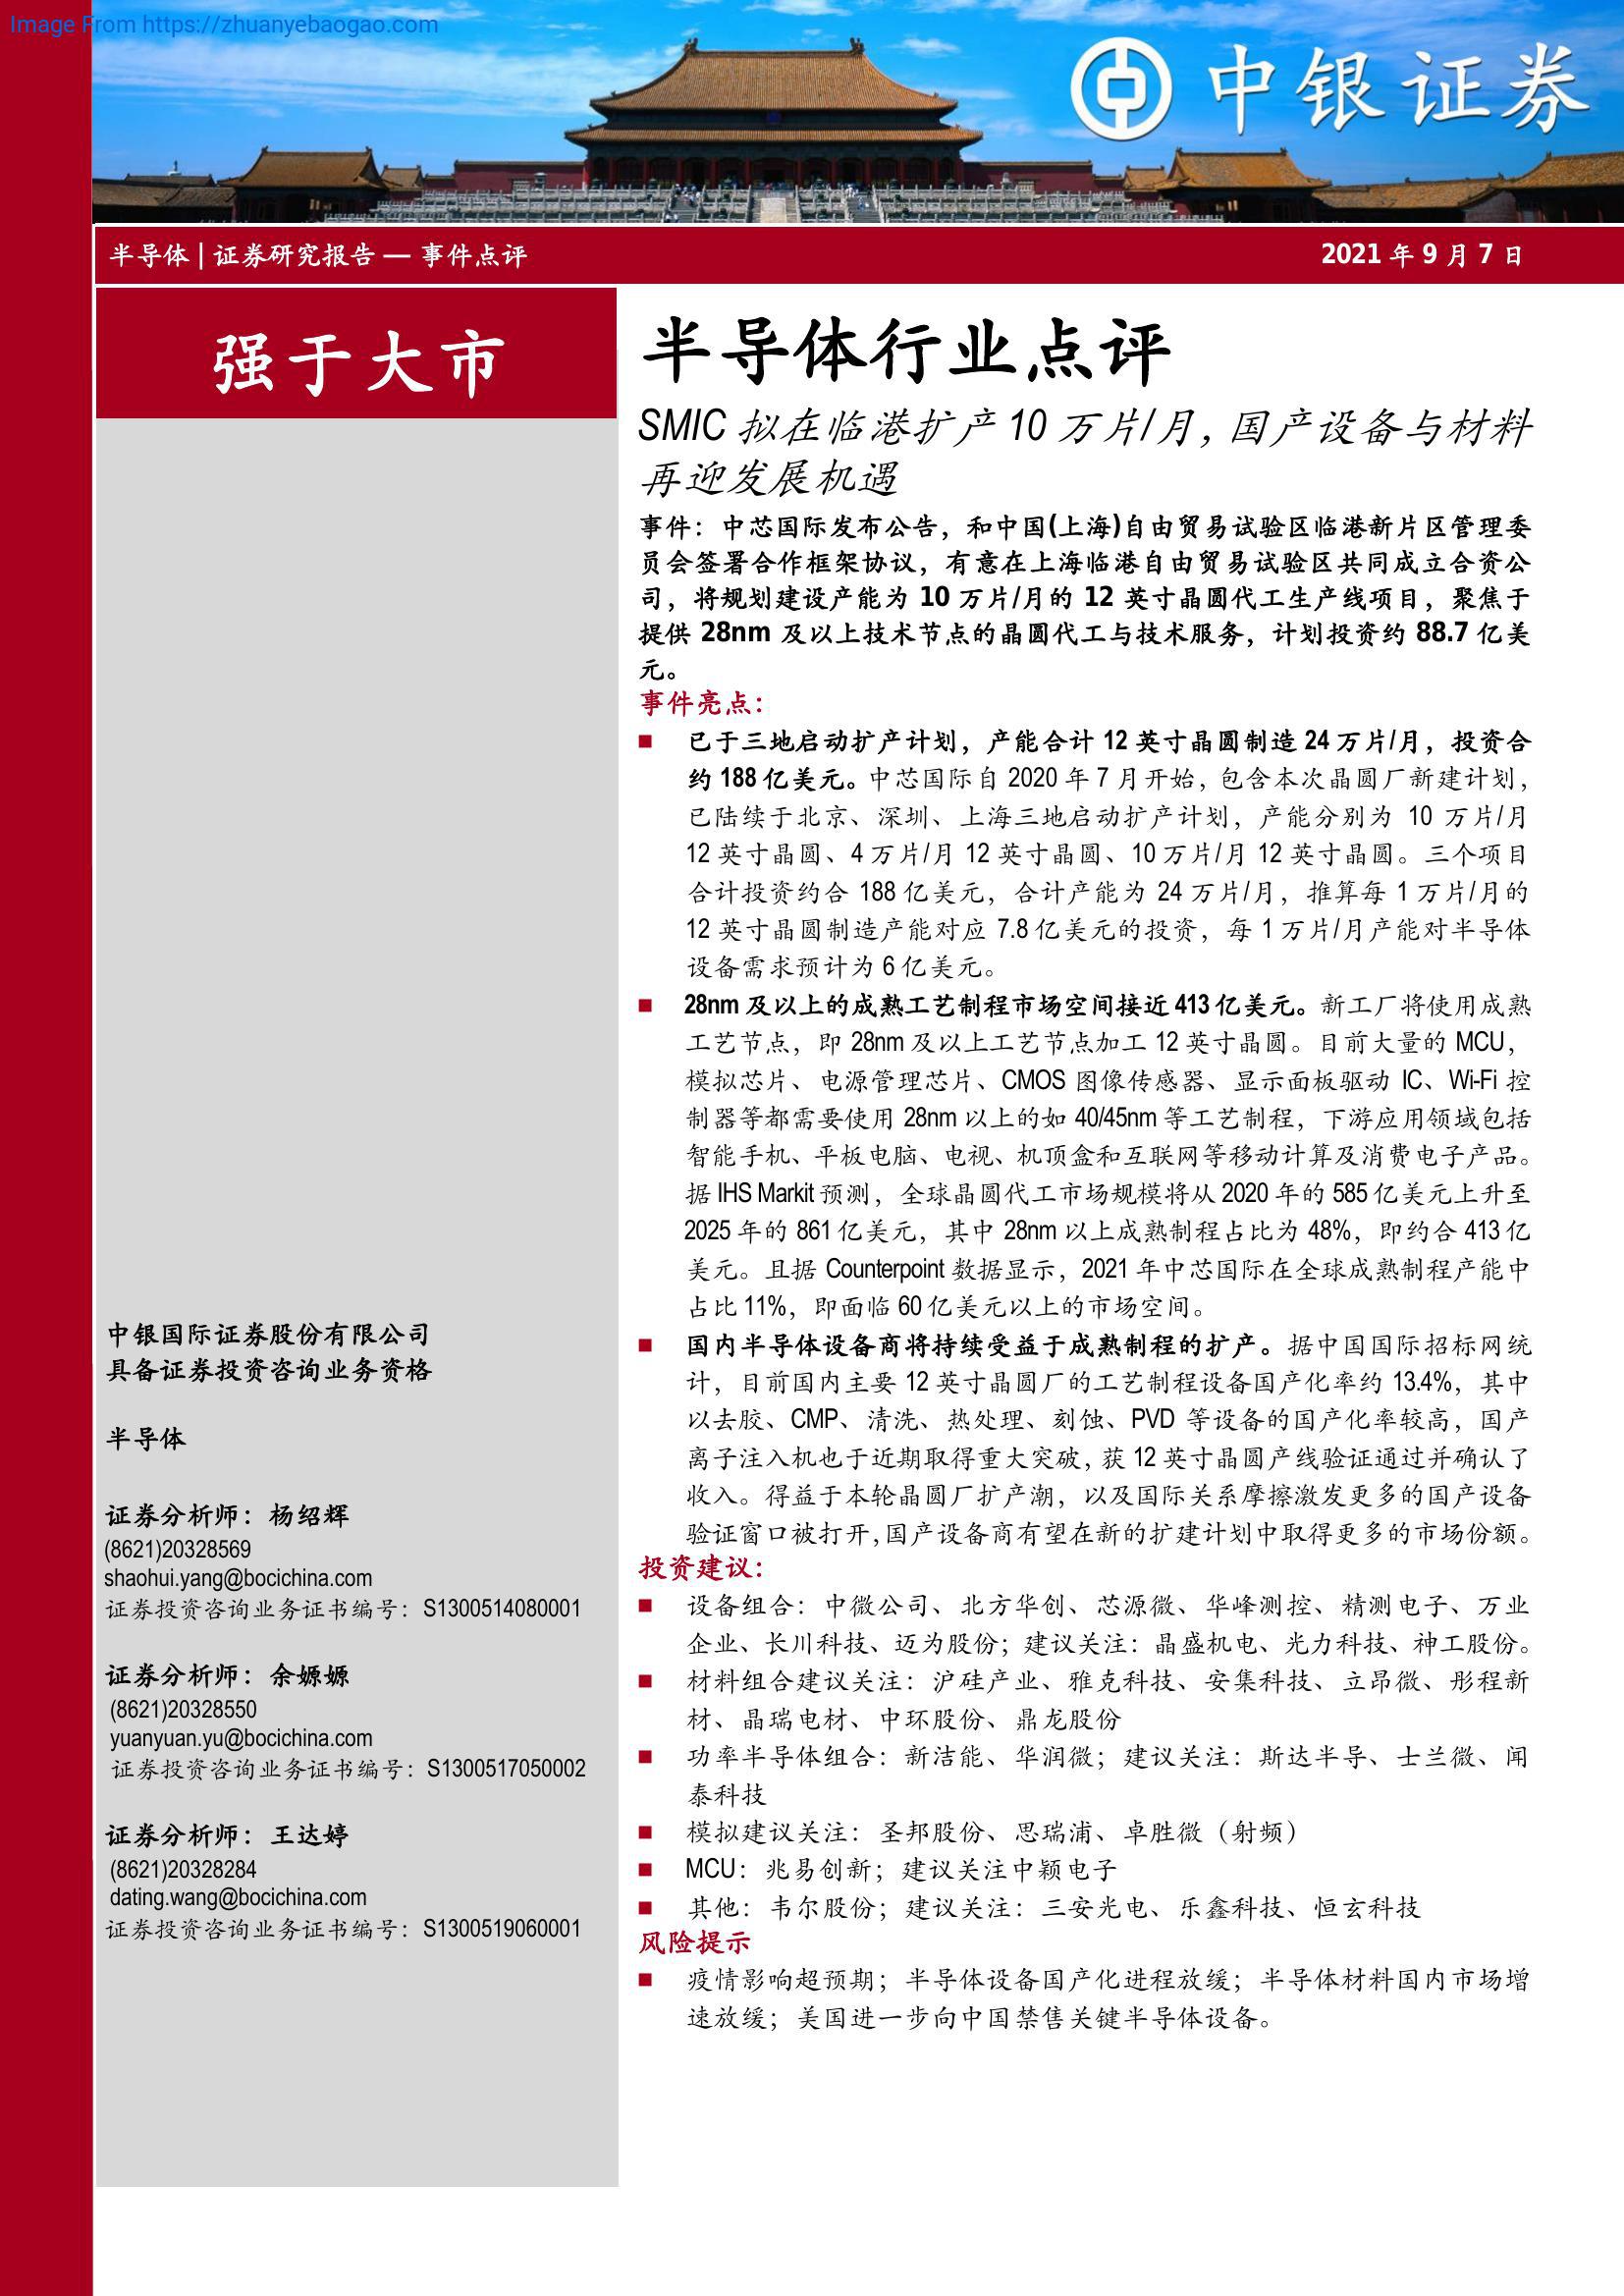 Image From https://zhuanyebaogao.com
中银证券
半导体 | 证券研究报告 — 事件点评
2021 年 9 月 7 日
强于大市
中银国际证券股份有限公司
具备证券投资咨询业务资格
半导体
证券分析师：杨绍辉
(8621)20328569
shaohui.yang@bocichina.com
证券投资咨询业务证书编号：S1300514080001
证券分析师：余嫄嫄
(8621)20328550
yuanyuan.yu@bocichina.com
证券投资咨询业务证书编号：S1300517050002
证券分析师：王达婷
(8621)20328284
dating.wang@bocichina.com
证券投资咨询业务证书编号：S1300519060001
半导体行业点评
SMIC 拟在临港扩产 10 万片/月，国产设备与材料
再迎发展机遇
事件：中芯国际发布公告，和中国(上海)自由贸易试验区临港新片区管理委
员会签署合作框架协议，有意在上海临港自由贸易试验区共同成立合资公
司，将规划建设产能为 10 万片/月的 12 英寸晶圆代工生产线项目，聚焦于
提供 28nm 及以上技术节点的晶圆代工与技术服务，计划投资约 88.7 亿美
元。
事件亮点：
■ 已于三地启动扩产计划，产能合计 12 英寸晶圆制造 24 万片/月，投资合
约 188 亿美元。中芯国际自 2020 年 7 月开始，包含本次晶圆厂新建计划，
已陆续于北京、深圳、上海三地启动扩产计划，产能分别为 10 万片/月
12 英寸晶圆、4 万片/月 12 英寸晶圆、10 万片/月 12 英寸晶圆。三个项目
合计投资约合 188 亿美元，合计产能为 24 万片/月，推算每 1 万片/月的
12 英寸晶圆制造产能对应 7.8 亿美元的投资，每 1 万片/月产能对半导体
设备需求预计为 6 亿美元。
■ 28nm 及以上的成熟工艺制程市场空间接近 413 亿美元。新工厂将使用成熟
工艺节点，即 28nm 及以上工艺节点加工 12 英寸晶圆。目前大量的 MCU，
模拟芯片、电源管理芯片、CMOS 图像传感器、显示面板驱动 IC、Wi-Fi 控
制器等都需要使用 28nm 以上的如 40/45nm 等工艺制程，下游应用领域包括
智能手机、平板电脑、电视、机顶盒和互联网等移动计算及消费电子产品。
据 IHS Markit 预测，全球晶圆代工市场规模将从 2020 年的 585 亿美元上升至
2025 年的 861 亿美元，其中 28nm 以上成熟制程占比为 48%，即约合 413 亿
美元。且据 Counterpoint 数据显示，2021 年中芯国际在全球成熟制程产能中
占比 11%，即面临 60 亿美元以上的市场空间。
■ 国内半导体设备商将持续受益于成熟制程的扩产。据中国国际招标网统
计，目前国内主要 12 英寸晶圆厂的工艺制程设备国产化率约 13.4%，其中
以去胶、CMP、清洗、热处理、刻蚀、PVD 等设备的国产化率较高，国产
离子注入机也于近期取得重大突破，获 12 英寸晶圆产线验证通过并确认了
收入。得益于本轮晶圆厂扩产潮，以及国际关系摩擦激发更多的国产设备
验证窗口被打开，国产设备商有望在新的扩建计划中取得更多的市场份额。
投资建议：
■ 设备组合：中微公司、北方华创、芯源微、华峰测控、精测电子、万业
企业、长川科技、迈为股份；建议关注：晶盛机电、光力科技、神工股份。
■ 材料组合建议关注：沪硅产业、雅克科技、安集科技、立昂微、彤程新
材、晶瑞电材、中环股份、鼎龙股份
■ 功率半导体组合：新洁能、华润微；建议关注：斯达半导、士兰微、闻
泰科技
■ 模拟建议关注：圣邦股份、思瑞浦、卓胜微（射频）
■ MCU：兆易创新；建议关注中颖电子
■ 其他：韦尔股份；建议关注：三安光电、乐鑫科技、恒玄科技
风险提示
■ 疫情影响超预期；半导体设备国产化进程放缓；半导体材料国内市场增
速放缓；美国进一步向中国禁售关键半导体设备。